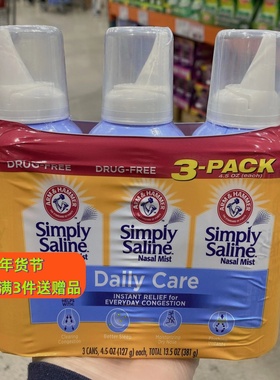 DRUG-FREE DRUG-FREE 3-PACK
4.5 OZ (each)
ARM & HAMMER ARM & HAMMER ARM & HAMMER
Simply Simply Simply
Saline Saline Saline
Nasal Mist Nasal Mist Nasal Mist
年货节
满3件送赠品
Daily Care
INSTANT RELIEF for
EVERYDAY CONGESTION
3 CANS, 4.5 OZ (127 g) each, TOTAL 13.5 OZ (381 g)